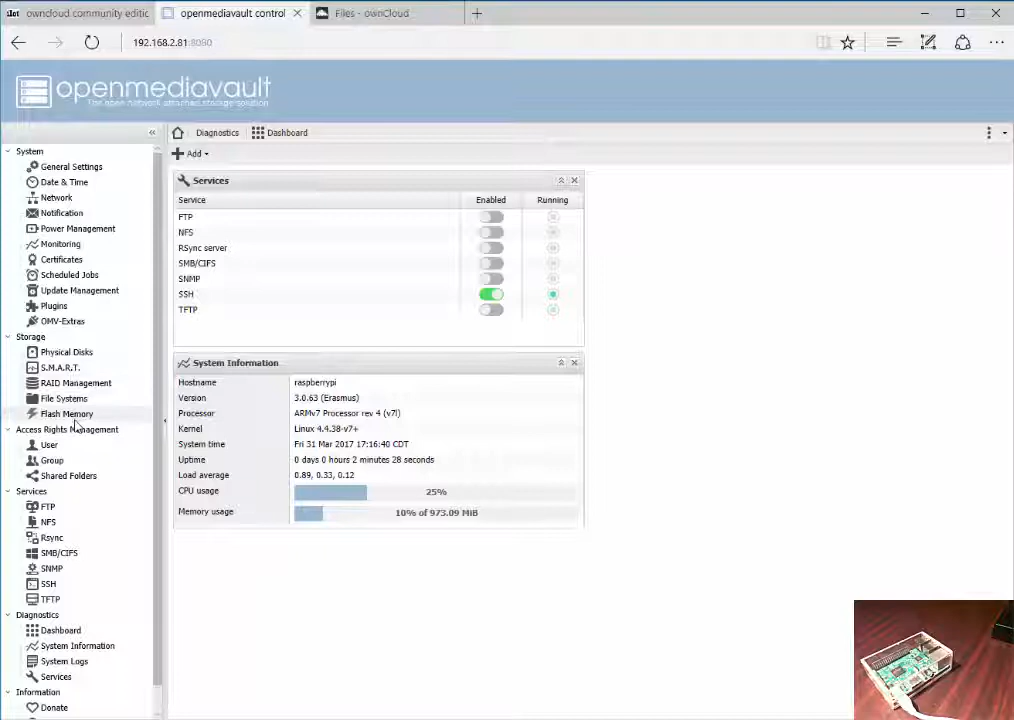 owncloud community editic
openmediavault control
Files - ownCloud
192.168.2.81:8080
openmediavault
The open network attached storage solution
Diagnostics
Dashboard
Add
System
General Settings
Date & Time
Network
Notification
Power Management
Monitoring
Certificates
Scheduled Jobs
Update Management
Plugins
OMV-Extras
Storage
Physical Disks
S.M.A.R.T.
RAID Management
File Systems
Flash Memory
Access Rights Management
User
Group
Shared Folders
Services
FTP
NFS
Rsync
SMB/CIFS
SNMP
SSH
TFTP
Diagnostics
Dashboard
System Information
System Logs
Services
Information
Donate
Services
Service Enabled Running
FTP
NFS
RSync server
SMB/CIFS
SNMP
SSH
TFTP
System Information
Hostname raspberrypi
Version 3.0.63 (Erasmus)
Processor ARMv7 Processor rev 4 (v7l)
Kernel Linux 4.4.38-v7+
System time Fri 31 Mar 2017 17:16:40 CDT
Uptime 0 days 0 hours 2 minutes 28 seconds
Load average 0.89, 0.33, 0.12
CPU usage 25%
Memory usage 10% of 973.09 MiB